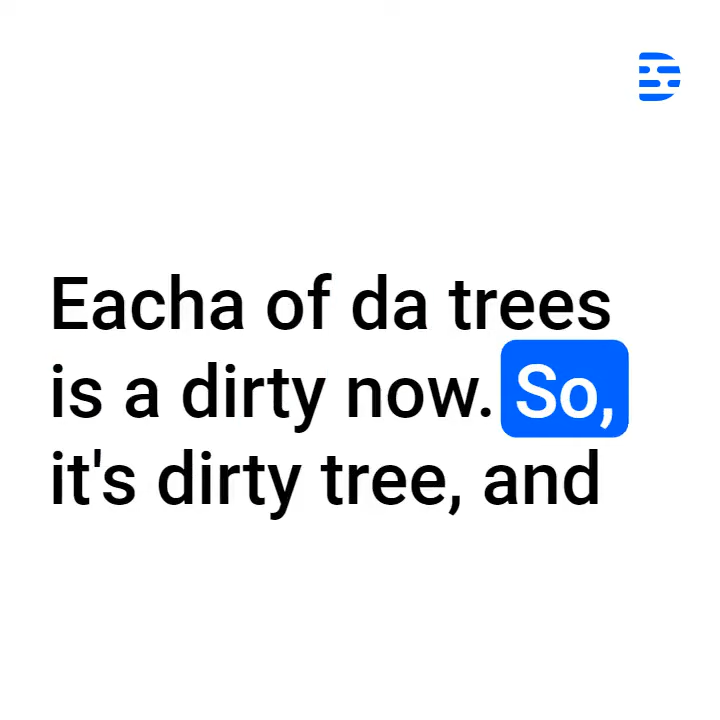 Eacha of da trees
is a dirty now. So,
it's dirty tree, and